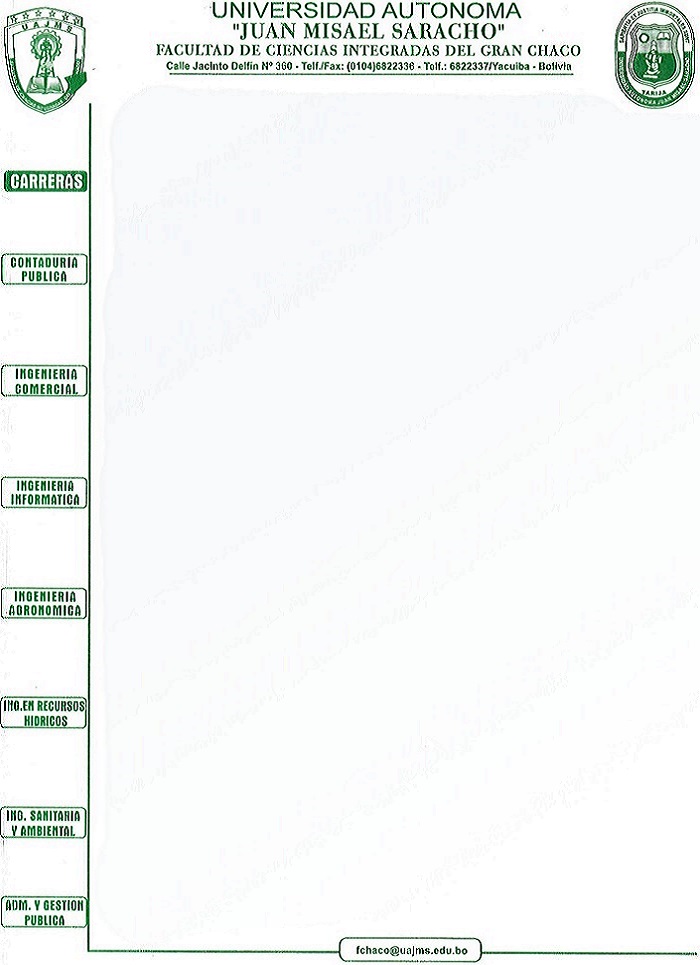 UAJMS
UNIVERSIDAD AUTONOMA
"JUAN MISAEL SARACHO"
FACULTAD DE CIENCIAS INTEGRADAS DEL GRAN CHACO
Calle Jacinto Delfín Nº 360 - Telf./Fax: (0104)6822336 - Telf.: 6822337/Yacuiba - Bolivia
TARIJA
CARRERAS
CONTADURIA
PUBLICA
INGENIERIA
COMERCIAL
INGENIERIA
INFORMATICA
INGENIERIA
AGRONOMICA
ING.EN RECURSOS
HIDRICOS
ING. SANITARIA
Y AMBIENTAL
ADM. Y GESTION
PUBLICA
fchaco@uajms.edu.bo